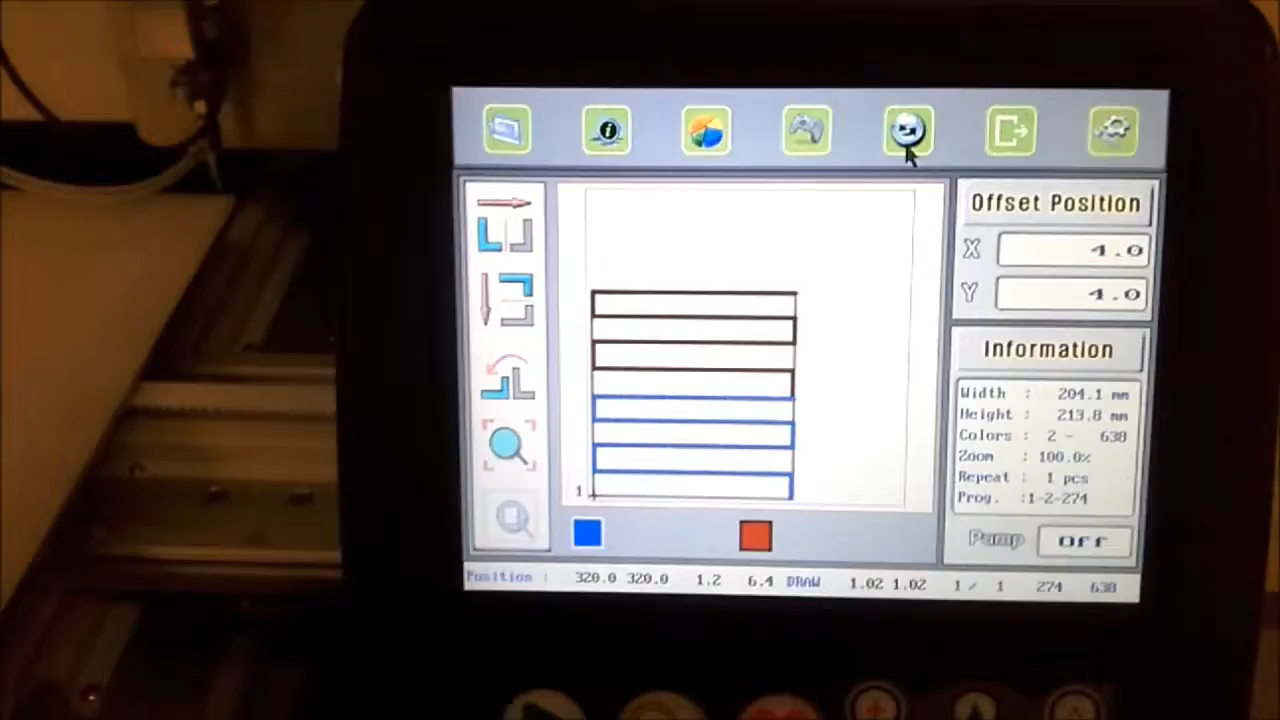 Offset Position
X 4.0
Y 4.0
Information
Width : 204.1 mm
Height : 213.8 mm
Colors : 2 - 638
Zoom : 100.0%
Repeat : 1 pcs
Prog. :1-2-274
1
Pump Off
Position : 320.0 320.0 1.2 6.4 DRAW 1.02 1.02 1 / 1 274 638